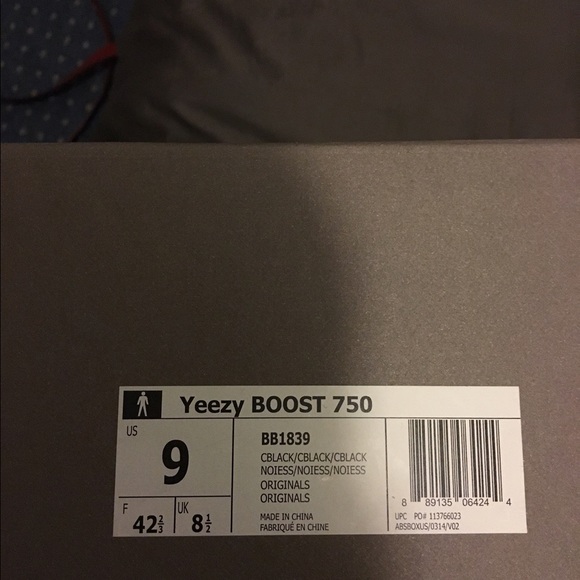 Yeezy BOOST 750
US
9
F
42⅔
UK
8½
BB1839
CBLACK/CBLACK/CBLACK
NOIESS/NOIESS/NOIESS
ORIGINALS
ORIGINALS
MADE IN CHINA
FABRIQUÉ EN CHINE
8 89135 06424 4
UPC PO# 113766023
ABSBOXUS/0314/V02